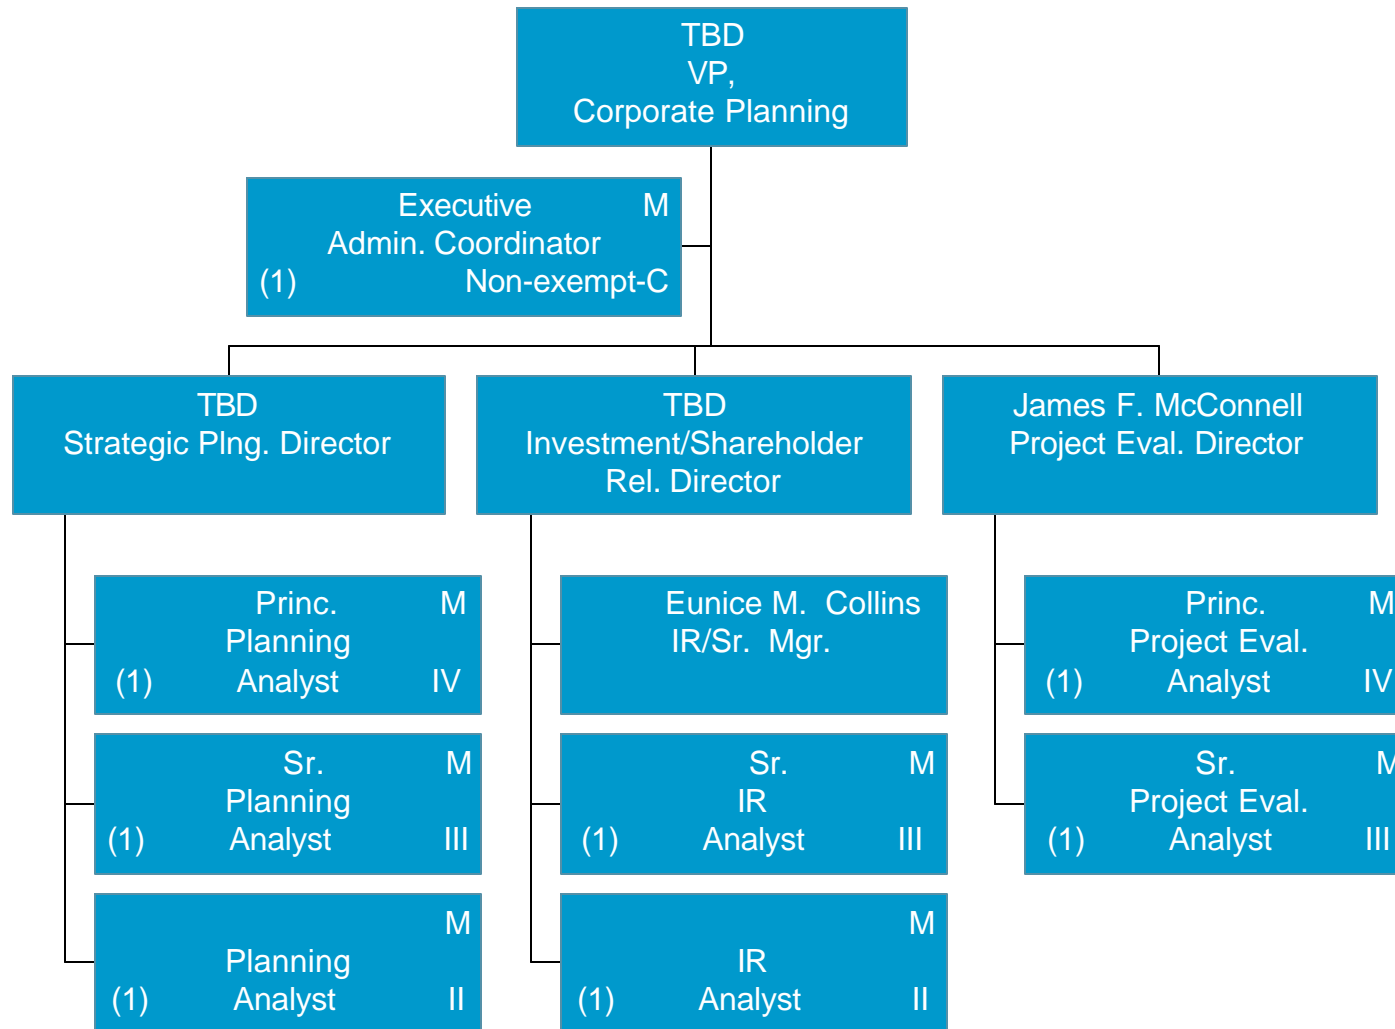 TBD
VP,
Corporate Planning
Executive M
Admin. Coordinator
(1) Non-exempt-C
TBD
Strategic Plng. Director
TBD
Investment/Shareholder
Rel. Director
James F. McConnell
Project Eval. Director
Princ. M
Planning
(1) Analyst IV
Sr. M
Planning
(1) Analyst III
M
Planning
(1) Analyst II
Eunice M. Collins
IR/Sr. Mgr.
Sr. M
IR
(1) Analyst III
M
IR
(1) Analyst II
Princ. M
Project Eval.
(1) Analyst IV
Sr. M
Project Eval.
(1) Analyst III